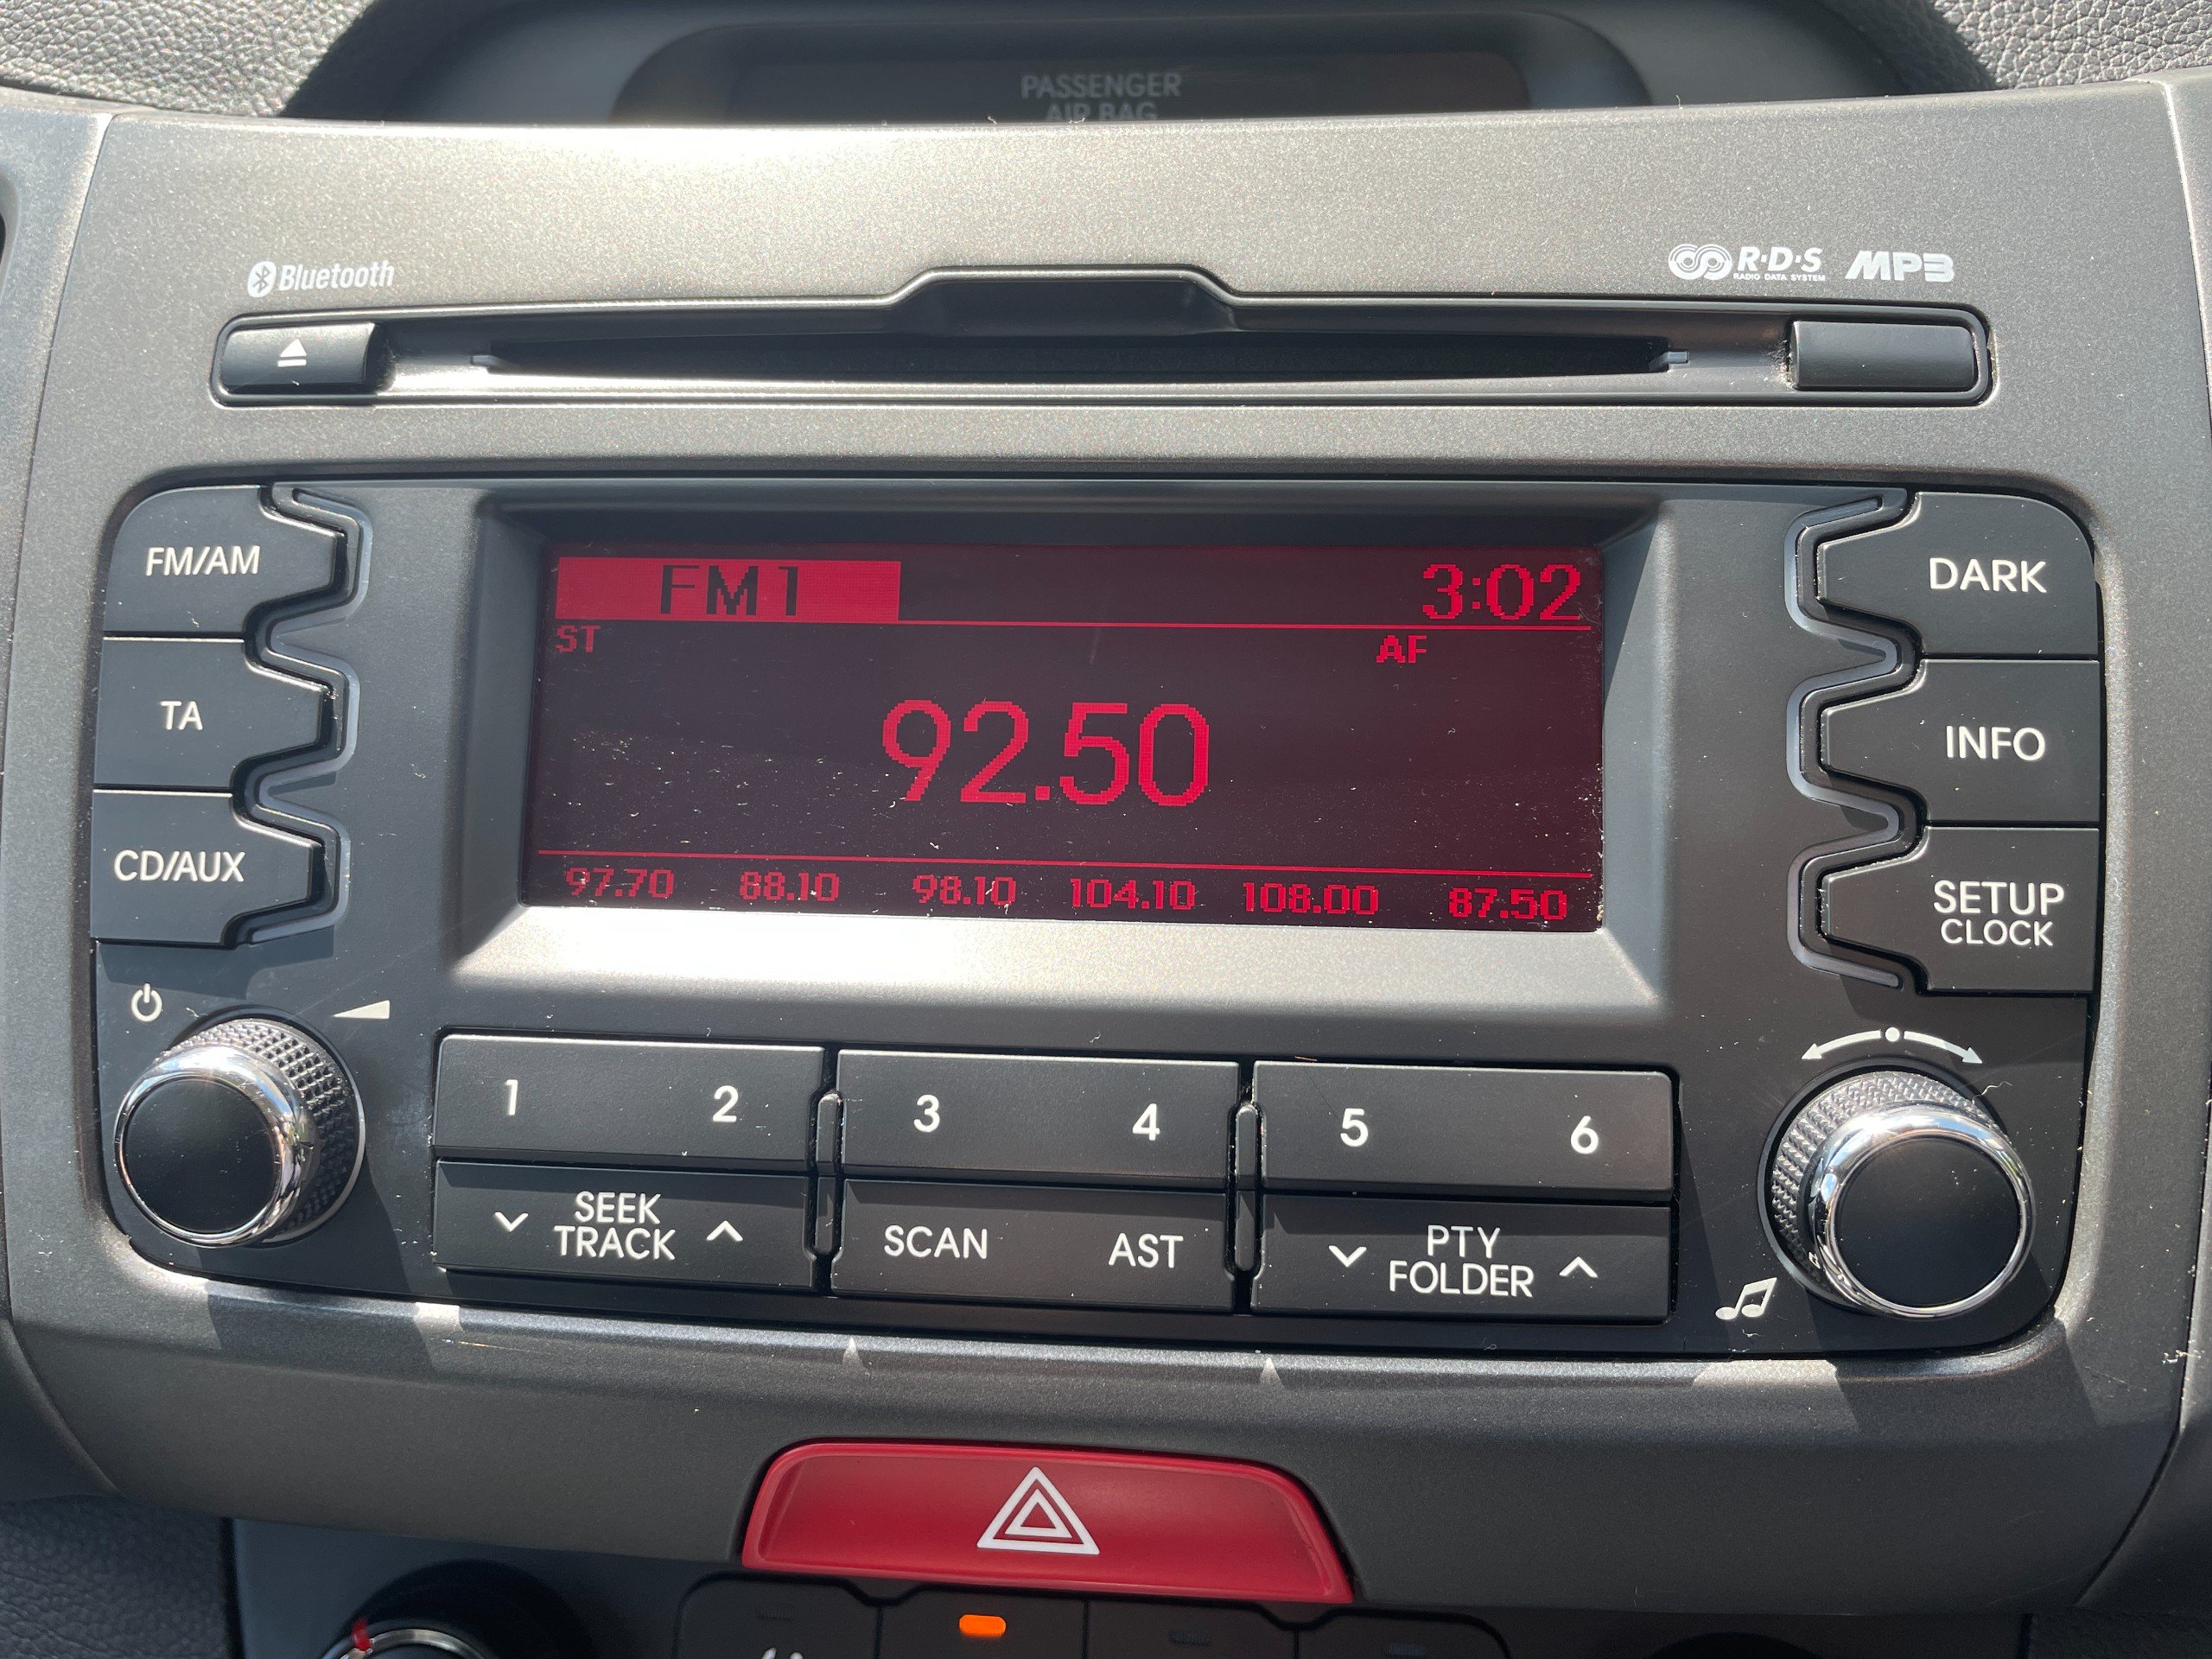 PASSENGER
AIR BAG
Bluetooth
R·D·S MP3
RADIO DATA SYSTEM
FM/AM
TA
CD/AUX
FM1 3:02
ST AF
92.50
97.70 88.10 98.10 104.10 108.00 87.50
DARK
INFO
SETUP
CLOCK
1 2 3 4 5 6
SEEK
TRACK
SCAN AST
PTY
FOLDER